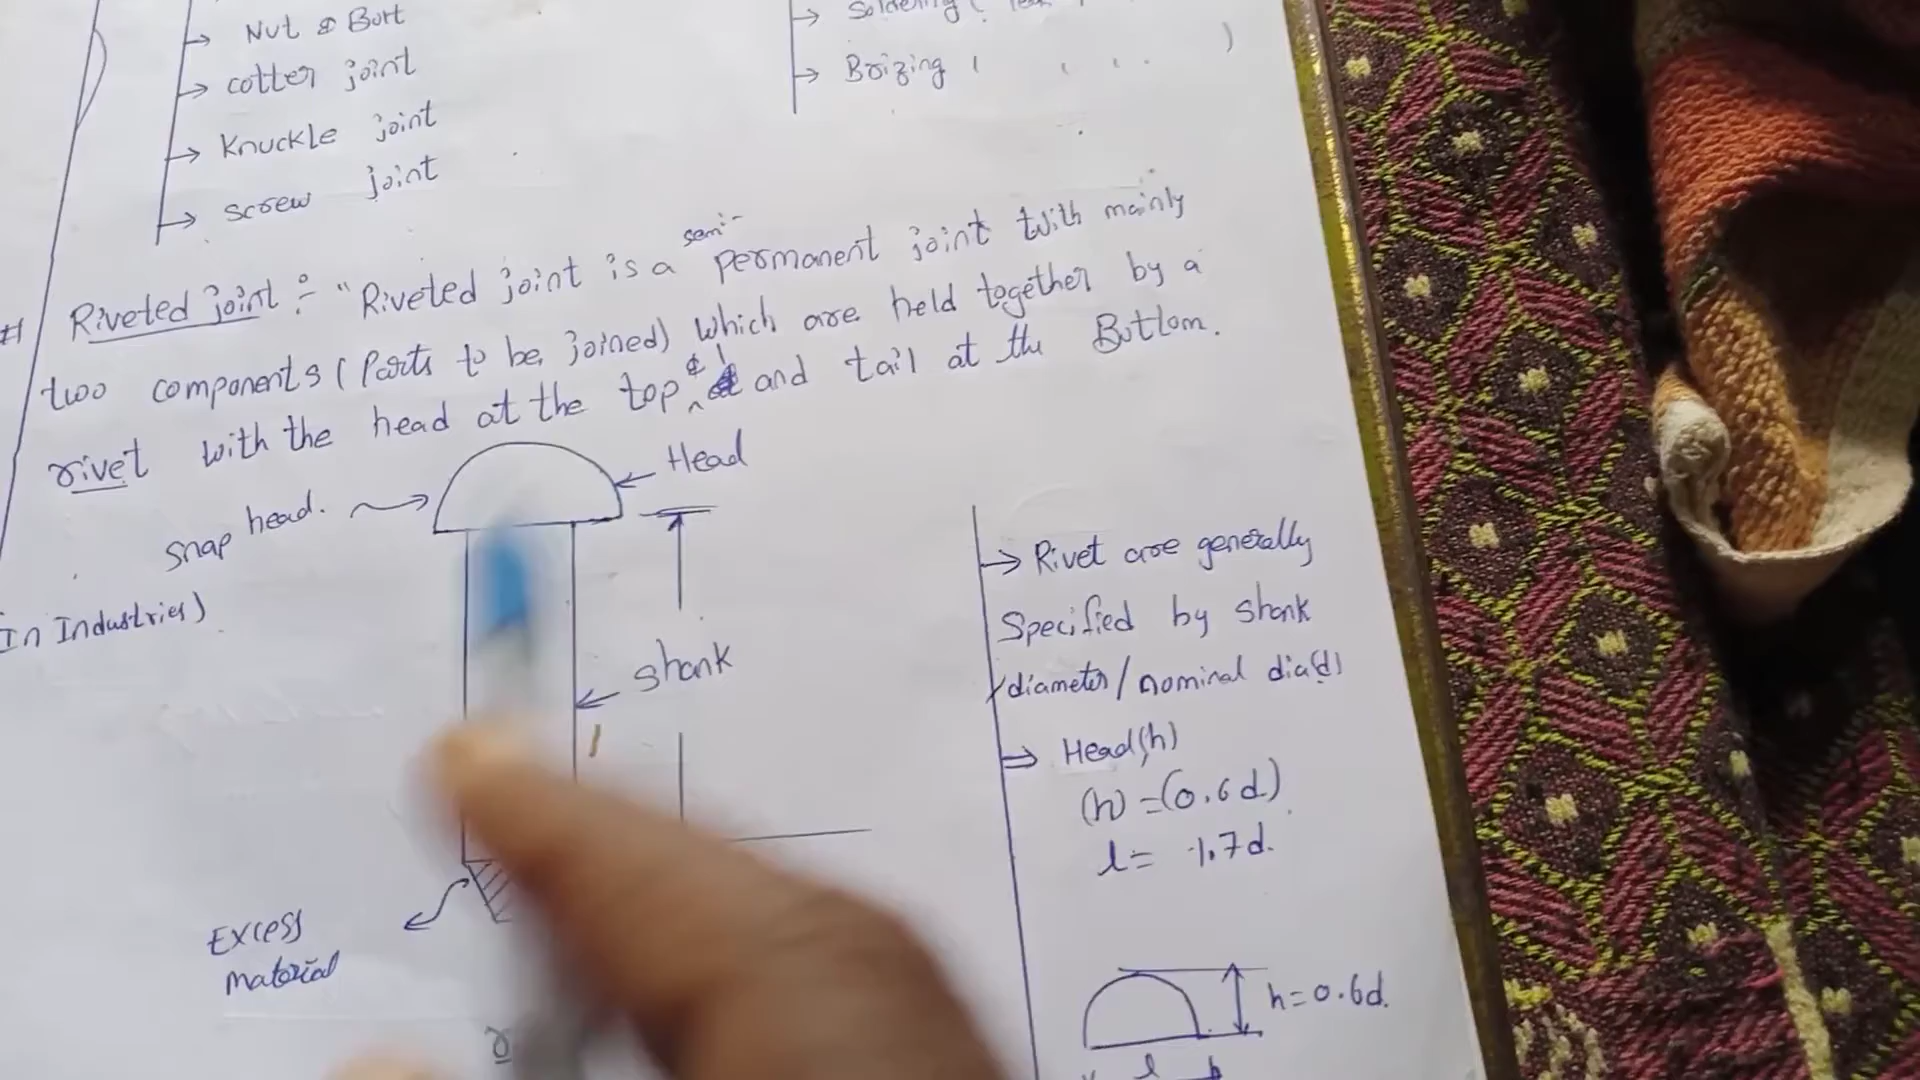 → Nut & Bort
→ cotter joint
→ Knuckle joint
→ screw joint
→ Soldering (
→ Brizing ( )
# Riveted joint :- "Riveted joint is a semi- permanent joint with mainly
two components (Parts to be joined) which are held together by a
rivet with the head at the top & and tail at the Bottom.
Snap head.
Head
In Industries)
Shank
Excess
material
→ Rivet are generally
Specified by shank
diameter/nominal dia(d)
⇒ Head(h)
(h) = (0.6d)
l = 1.7d.
h=0.6d.
l